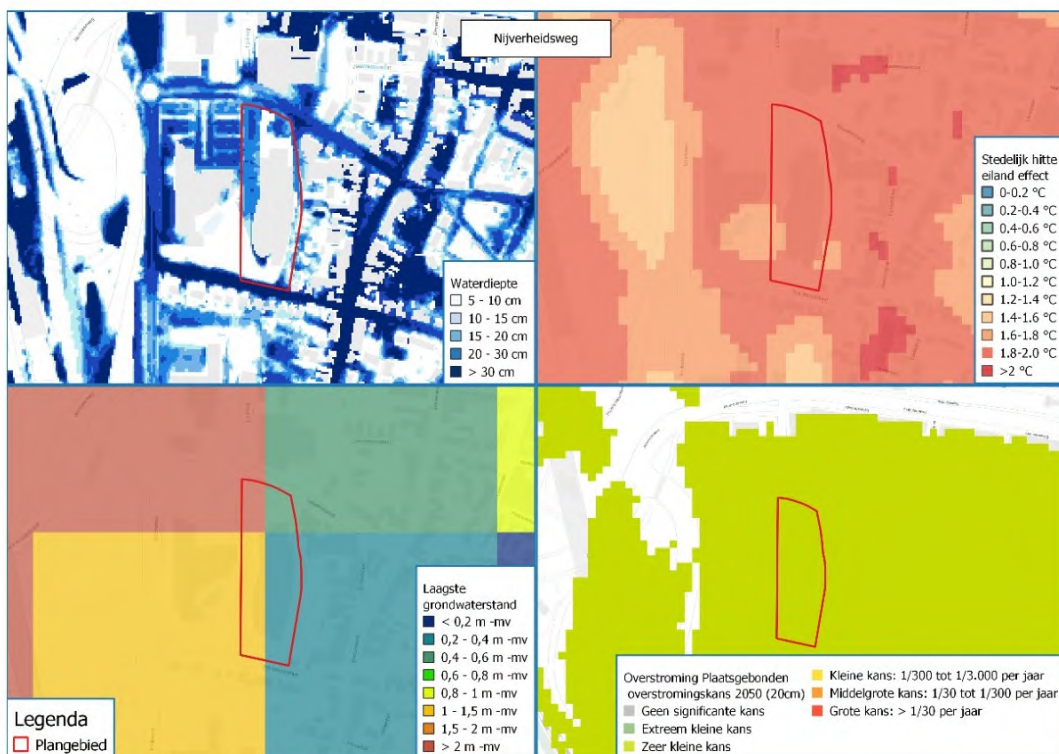 Nijverheidsweg
Waterdiepte
5 - 10 cm
10 - 15 cm
15 - 20 cm
20 - 30 cm
> 30 cm
Stedelijk hitte
eiland effect
0-0.2 °C
0.2-0.4 °C
0.4-0.6 °C
0.6-0.8 °C
0.8-1.0 °C
1.0-1.2 °C
1.2-1.4 °C
1.4-1.6 °C
1.6-1.8 °C
1.8-2.0 °C
>2 °C
Laagste
grondwaterstand
< 0,2 m -mv
0,2 - 0,4 m -mv
0,4 - 0,6 m -mv
0,6 - 0,8 m -mv
0,8 - 1 m -mv
1 - 1,5 m -mv
1,5 - 2 m -mv
> 2 m -mv
Legenda
Plangebied
Overstroming Plaatsgebonden
overstromingskans 2050 (20cm)
Geen significante kans
Extreem kleine kans
Zeer kleine kans
Kleine kans: 1/300 tot 1/3.000 per jaar
Middelgrote kans: 1/30 tot 1/300 per jaar
Grote kans: > 1/30 per jaar